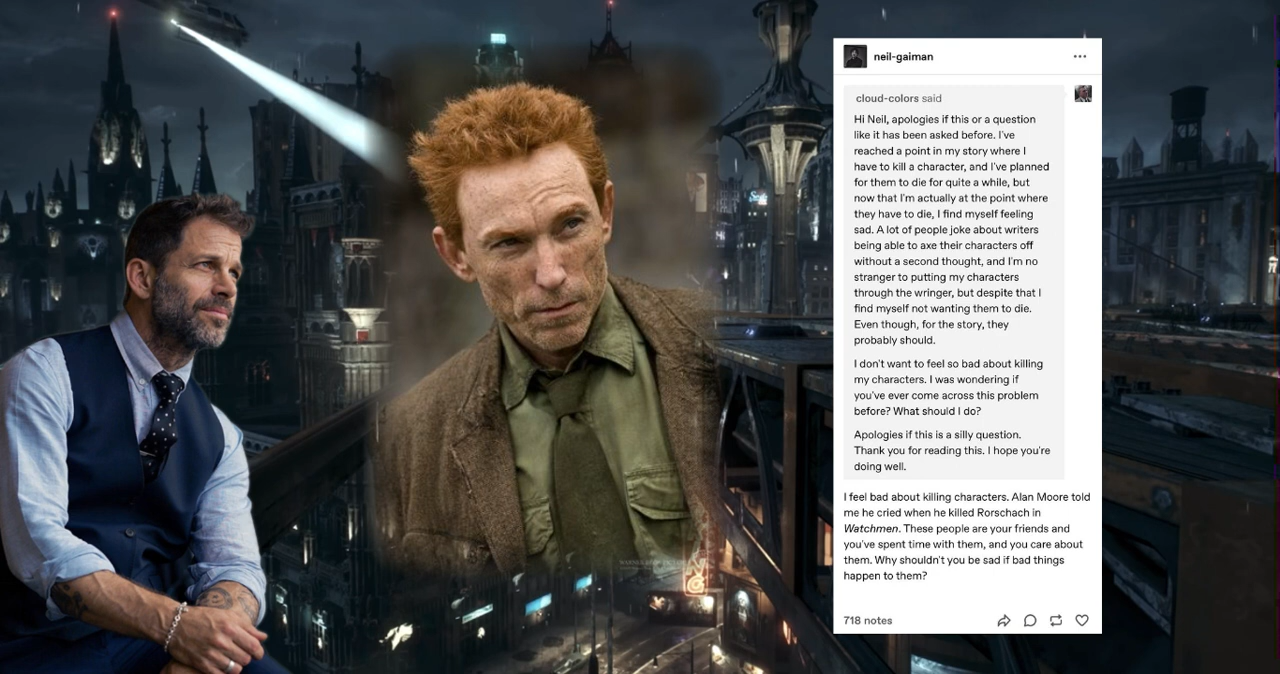 neil-gaiman
cloud-colors said
Hi Neil, apologies if this or a question
like it has been asked before. I've
reached a point in my story where I
have to kill a character, and I've planned
for them to die for quite a while, but
now that I'm actually at the point where
they have to die, I find myself feeling
sad. A lot of people joke about writers
being able to axe their characters off
without a second thought, and I'm no
stranger to putting my characters
through the wringer, but despite that I
find myself not wanting them to die.
Even though, for the story, they
probably should.
I don't want to feel so bad about killing
my characters. I was wondering if
you've ever come across this problem
before? What should I do?
Apologies if this is a silly question.
Thank you for reading this. I hope you're
doing well.
I feel bad about killing characters. Alan Moore told
me he cried when he killed Rorschach in
Watchmen. These people are your friends and
you've spent time with them, and you care about
them. Why shouldn't you be sad if bad things
happen to them?
718 notes